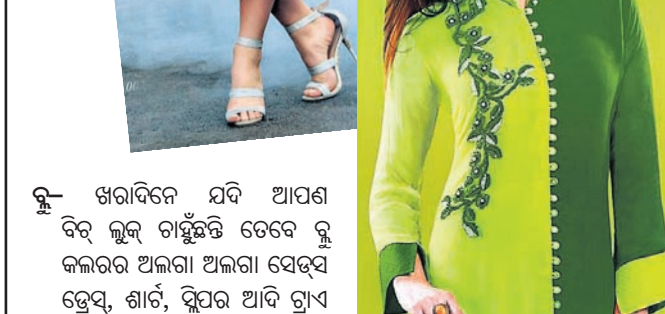 ବ୍ଲୁ– ଖରାଦିନେ ଯଦି ଆପଣ
ବିଚ୍ ଲୁକ୍ ଚାହୁଁଛନ୍ତି ତେବେ ବ୍ଲୁ
କଲରର ଅଲଗା ଅଲଗା ସେଡ୍‌ସ
ଡ୍ରେସ୍, ଶାର୍ଟ, ସ୍ଲିପର ଆଦି ଟ୍ରାଏ